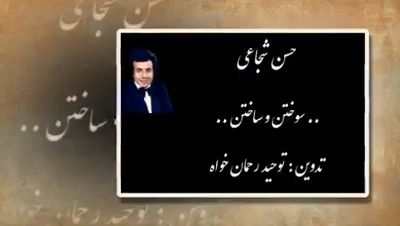 حسن شجاعی
.. سوختن و ساختن ..
تدوین : توحید رحمان خواه